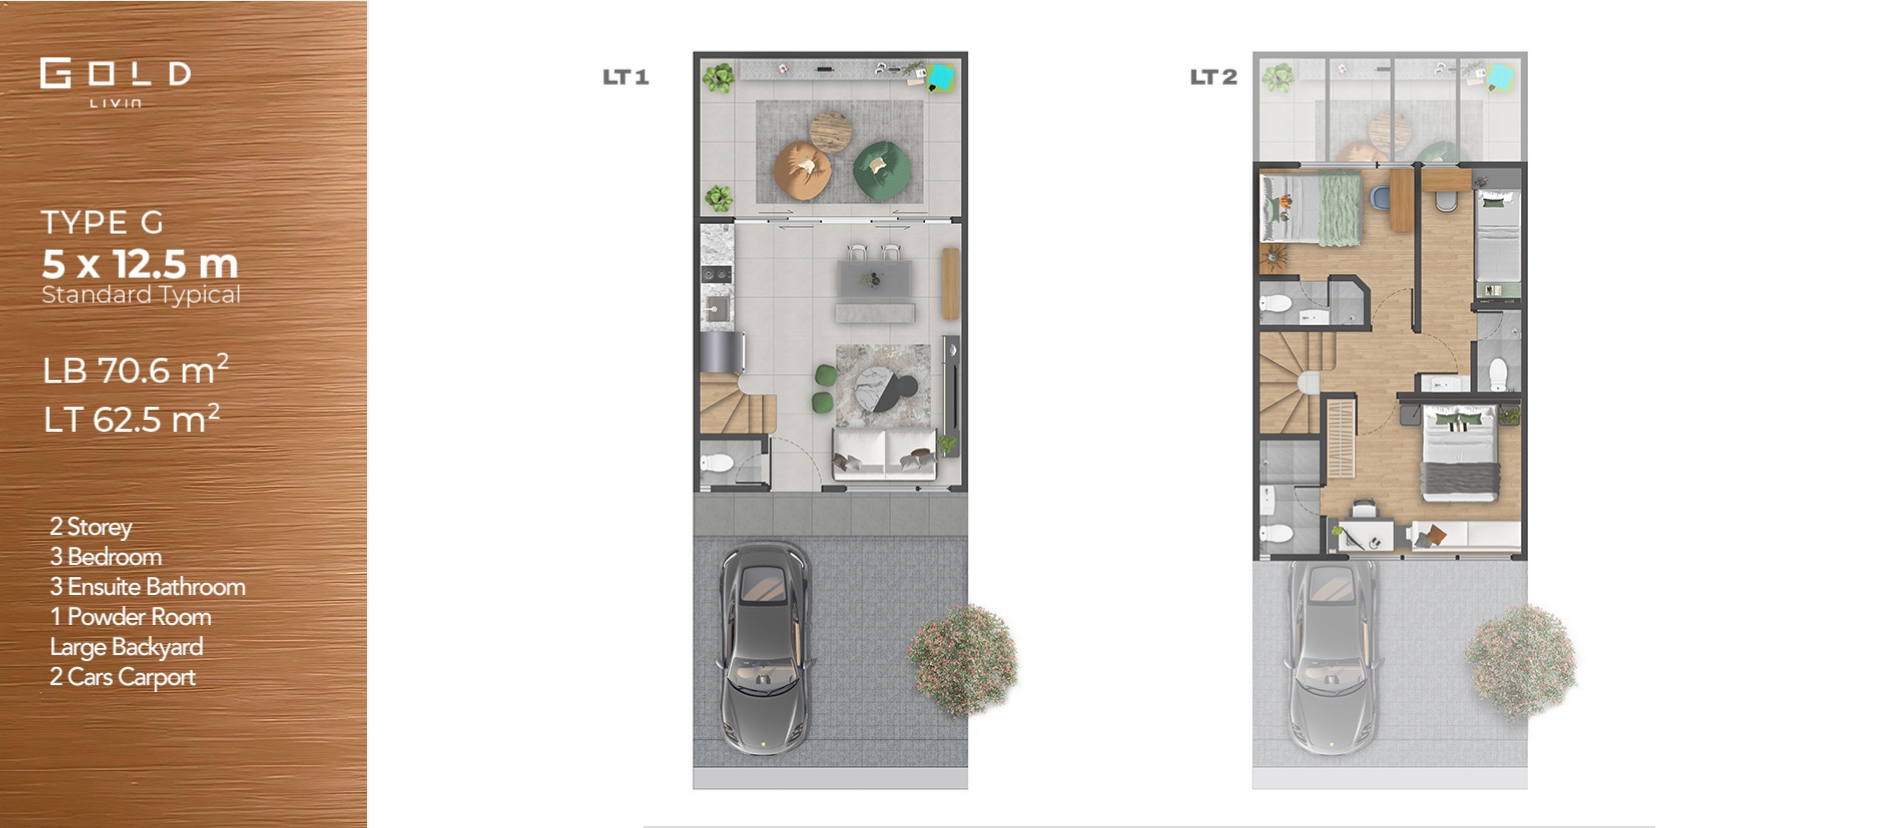 GOLD
LIVIN
TYPE G
5 x 12.5 m
Standard Typical
LB 70.6 m²
LT 62.5 m²
2 Storey
3 Bedroom
3 Ensuite Bathroom
1 Powder Room
Large Backyard
2 Cars Carport
LT 1
LT 2